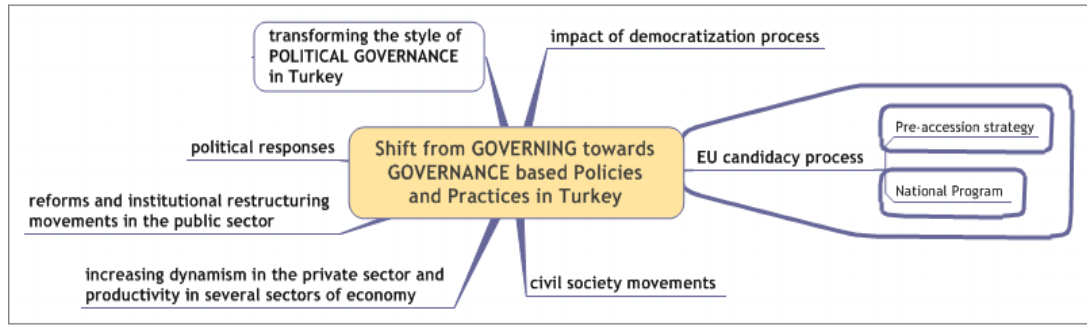 transforming the style of
POLITICAL GOVERNANCE
in Turkey
impact of democratization process
political responses
Shift from GOVERNING towards
GOVERNANCE based Policies
and Practices in Turkey
EU candidacy process
Pre-accession strategy
National Program
reforms and institutional restructuring
movements in the public sector
increasing dynamism in the private sector and
productivity in several sectors of economy
civil society movements